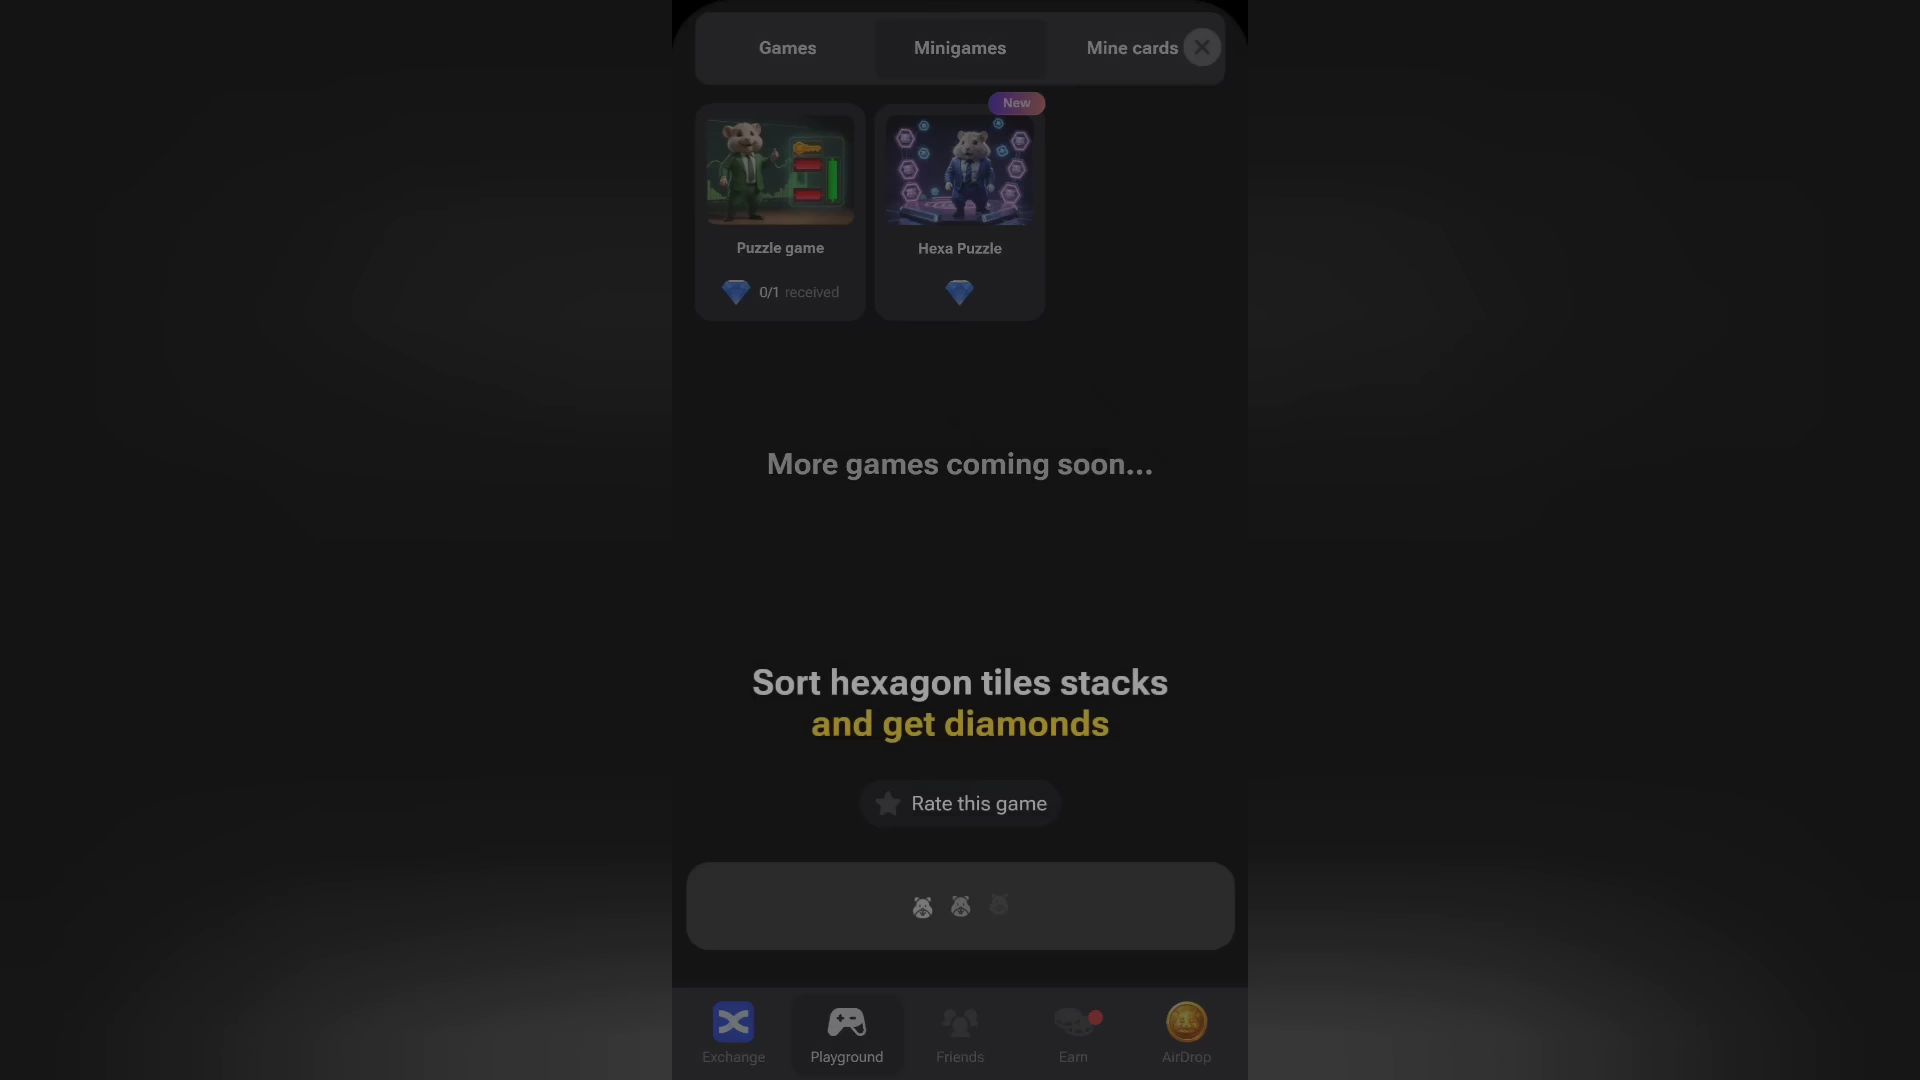 Games
Minigames
Mine cards
New
Puzzle game
Hexa Puzzle
0/1 received
More games coming soon...
Sort hexagon tiles stacks
and get diamonds
Rate this game
Exchange
Playground
Friends
Earn
AirDrop